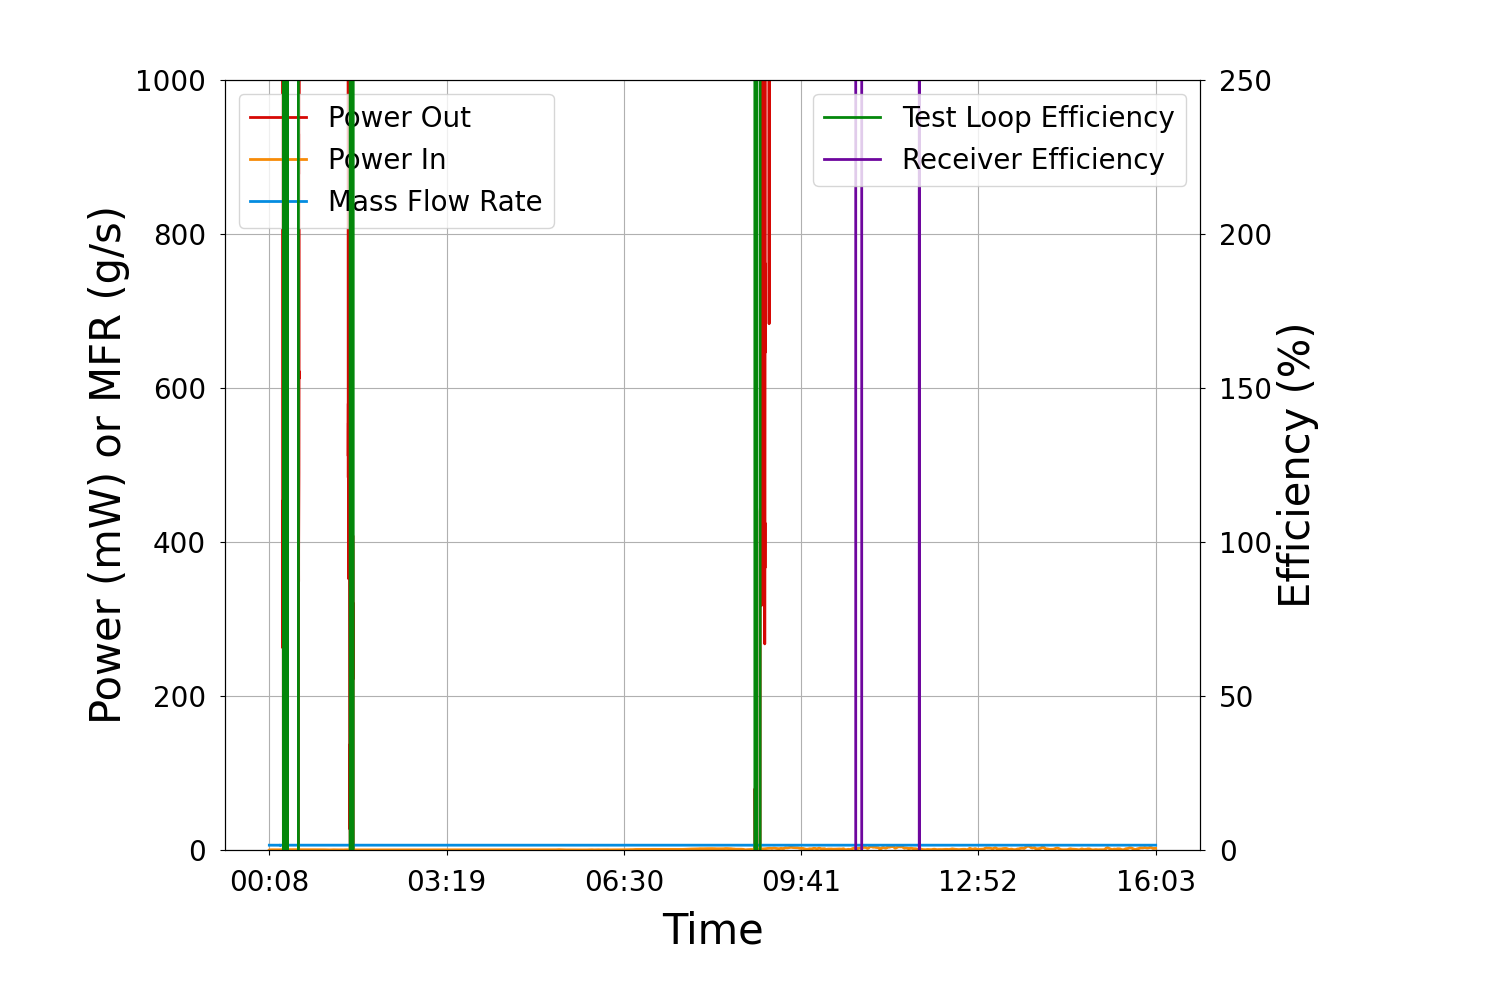 1000
800
600
400
200
0
Power (mW) or MFR (g/s)
Power Out
Power In
Mass Flow Rate
Test Loop Efficiency
Receiver Efficiency
250
200
150
100
50
0
Efficiency (%)
00:08 03:19 06:30 09:41 12:52 16:03
Time